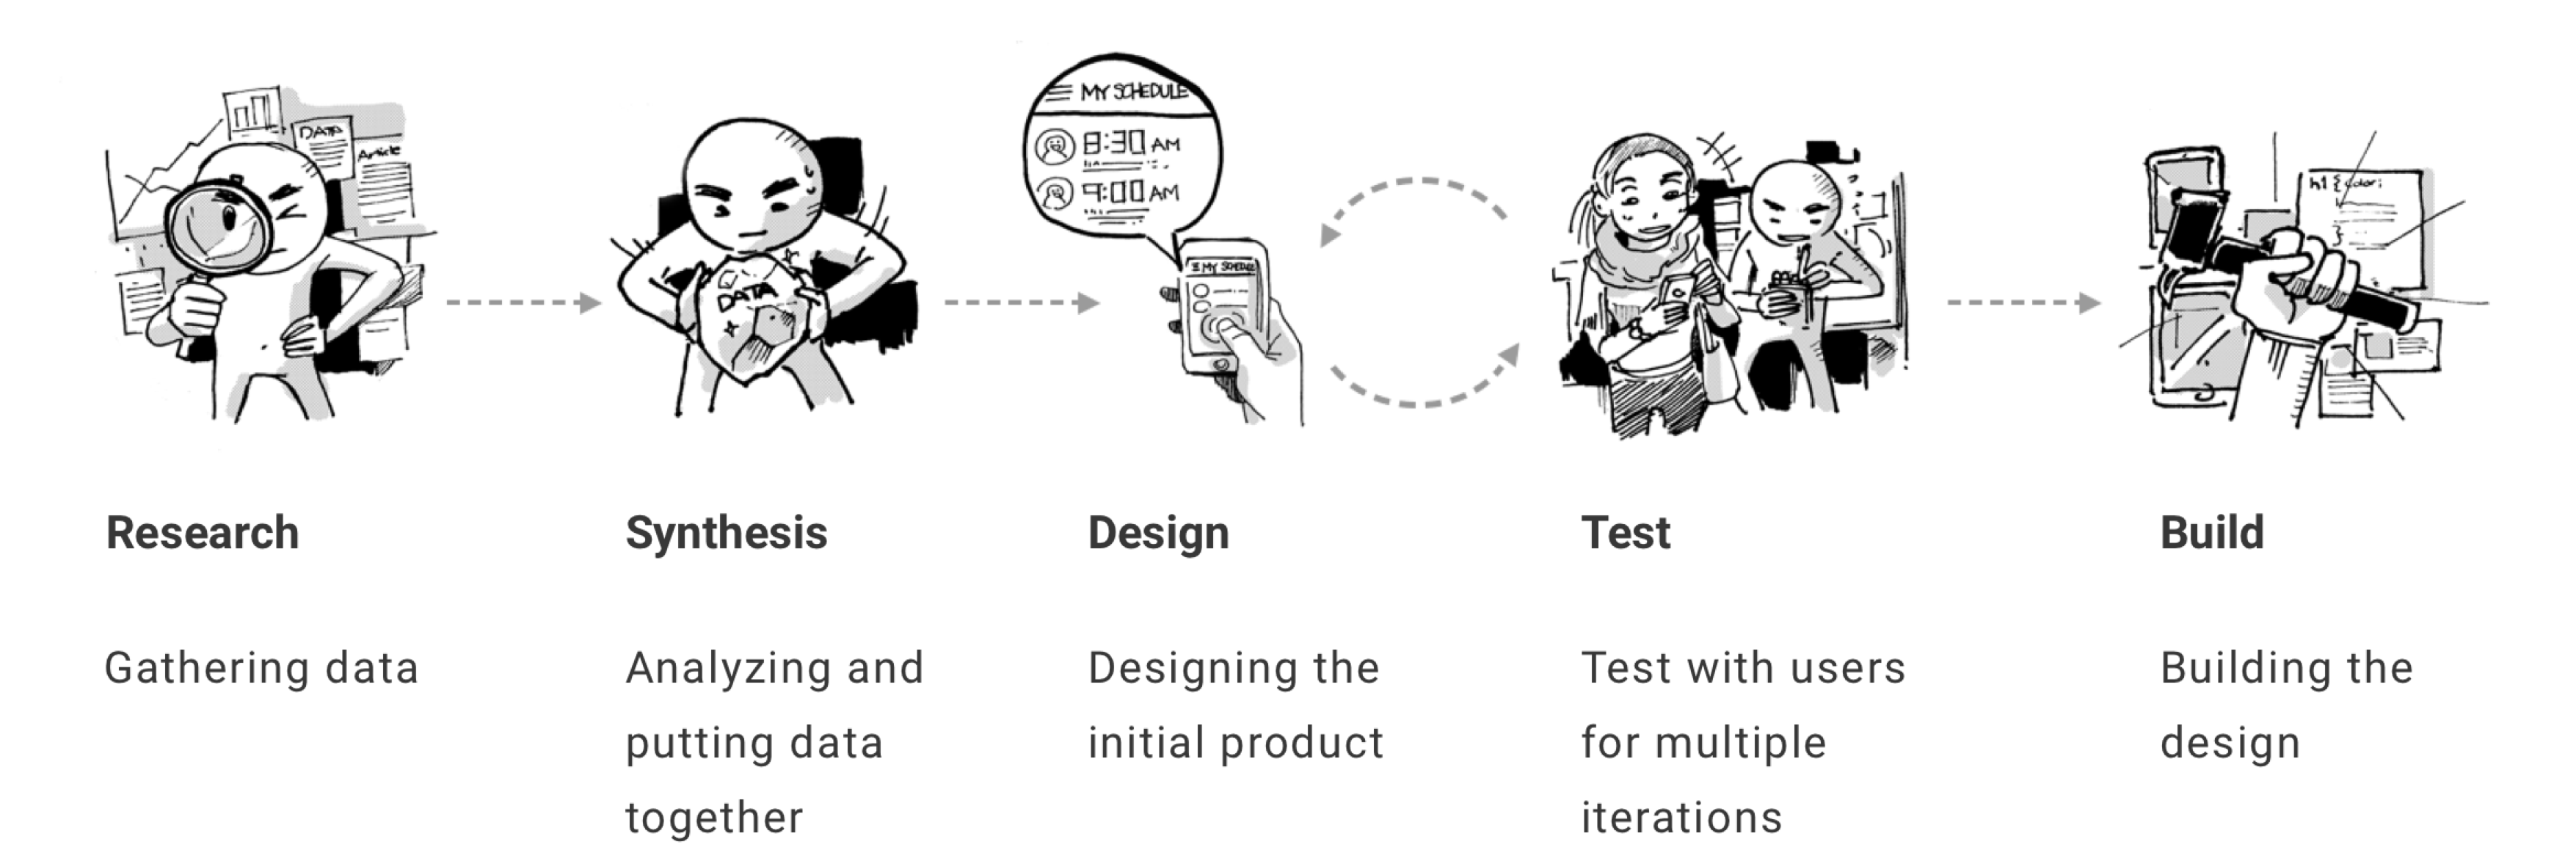 DATA
Article
DATA
MY SCHEDULE
8:30 AM
9:00 AM
MY SCHEDULE
h1 { color:
}
Research
Gathering data
Synthesis
Analyzing and
putting data
together
Design
Designing the
initial product
Test
Test with users
for multiple
iterations
Build
Building the
design